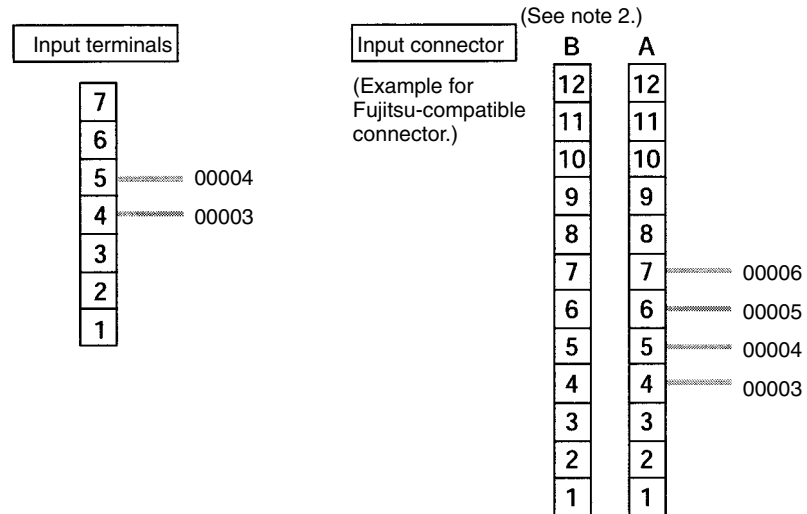 Input terminals
7
6
5 00004
4 00003
3
2
1
(See note 2.)
Input connector
(Example for
Fujitsu-compatible
connector.)
B A
12 12
11 11
10 10
9 9
8 8
7 7 00006
6 6 00005
5 5 00004
4 4 00003
3 3
2 2
1 1